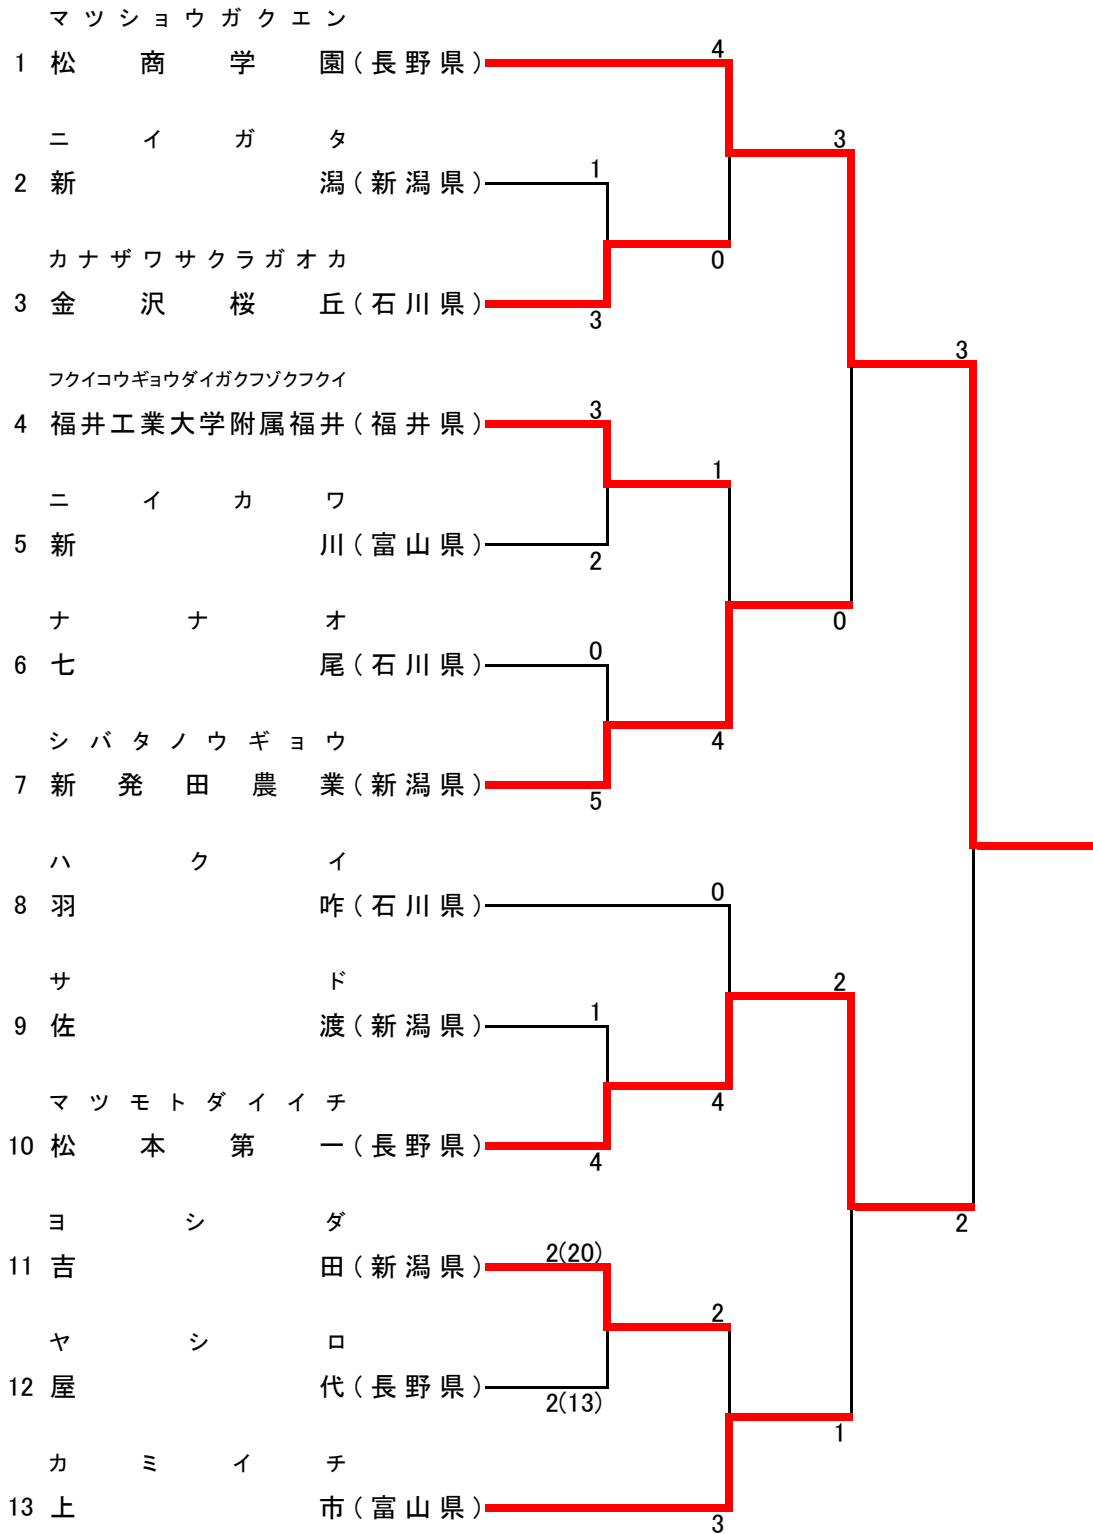 マツショウガクエン
4
1 松商学園(長野県)
ニイガタ
3
1
2 新潟(新潟県)
カナザワサクラガオカ
0
3 金沢桜丘(石川県)
3
3
フクイコウギョウダイガクフゾクフクイ
3
4 福井工業大学附属福井(福井県)
1
ニイカワ
5 新川(富山県)
2
ナナオ
0
0
6 七尾(石川県)
シバタノウギョウ
4
7 新発田農業(新潟県)
5
ハクイ
0
8 羽咋(石川県)
サド
2
1
9 佐渡(新潟県)
マツモトダイイチ
4
10 松本第一(長野県)
4
ヨシダ
2
2(20)
11 吉田(新潟県)
2
ヤシロ
12 屋代(長野県)
2(13)
1
カミイチ
13 上市(富山県)
3